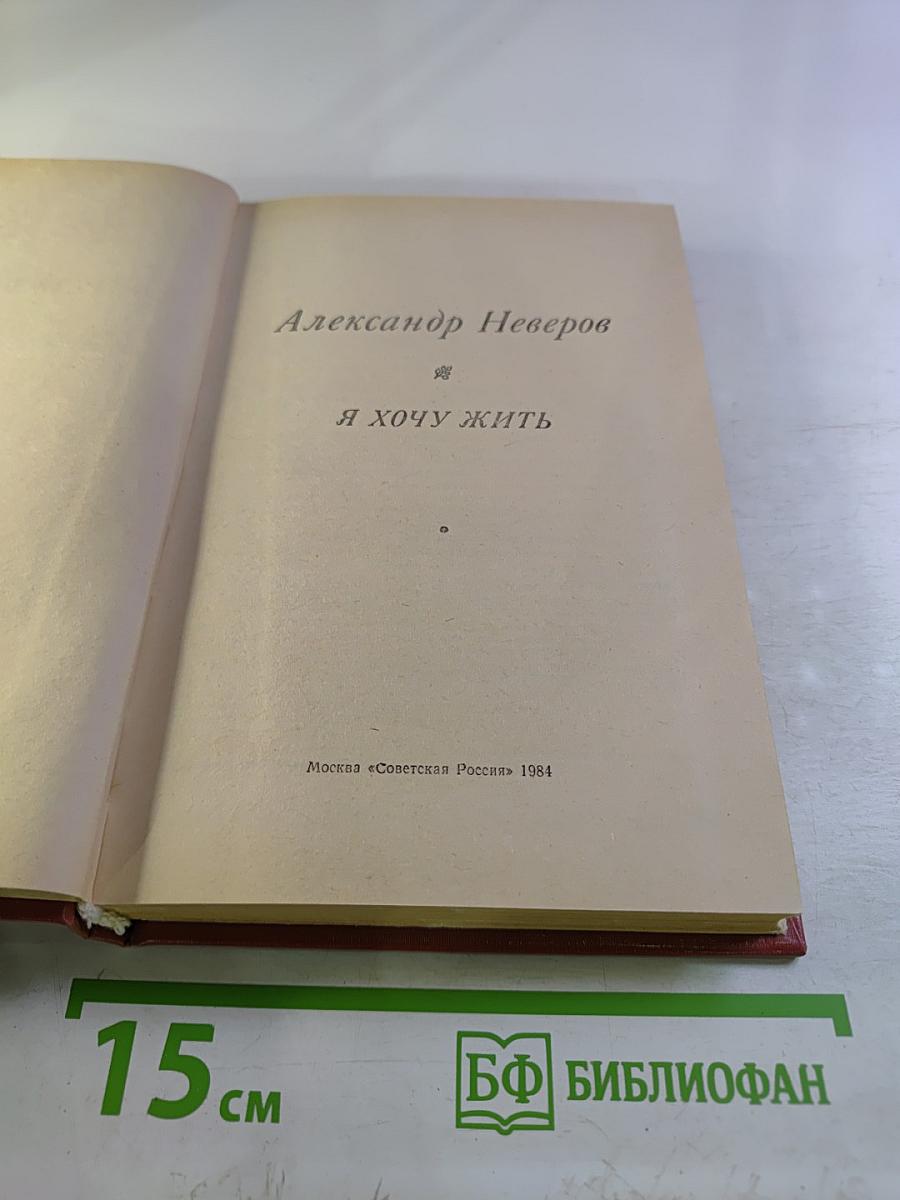 Александр Неверов
Я ХОЧУ ЖИТЬ
Москва «Советская Россия» 1984
15 см
БФ БИБЛИОФАН